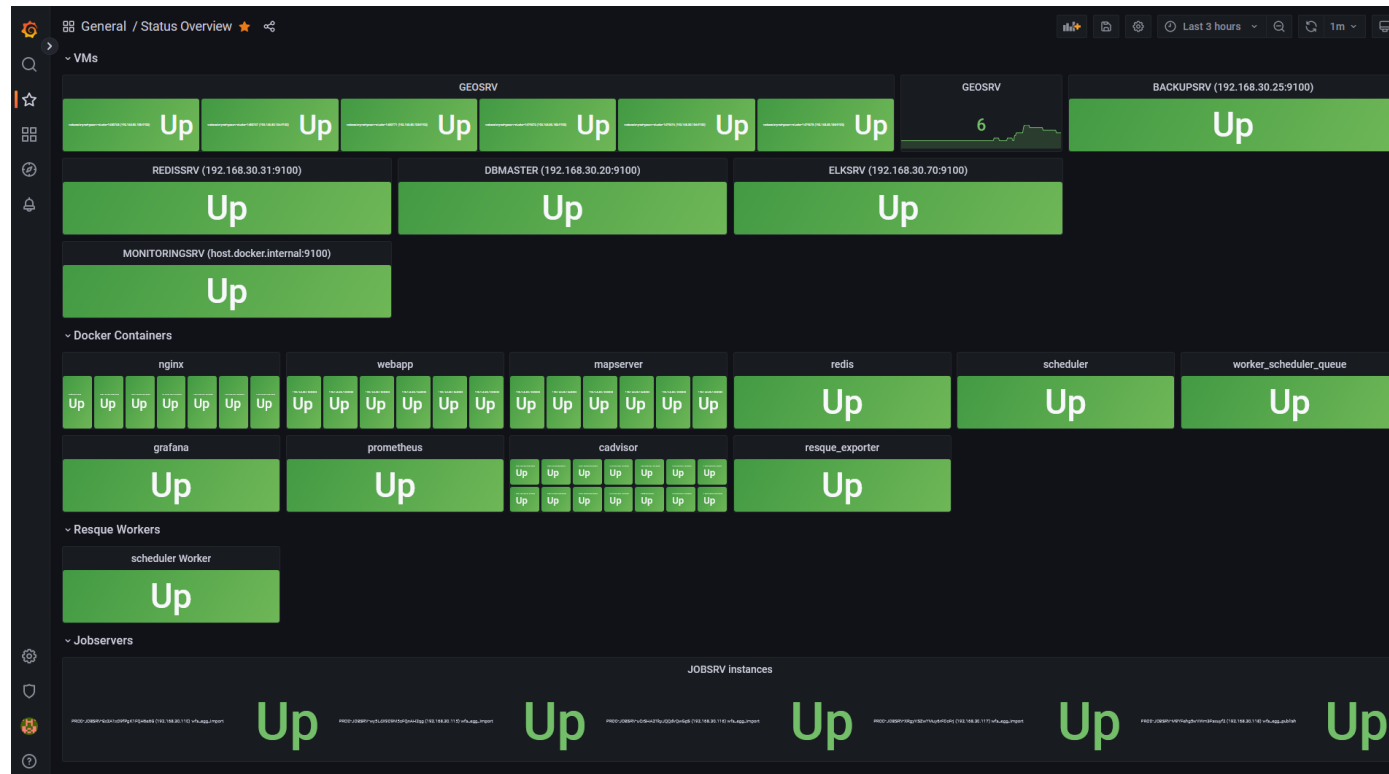 General / Status Overview
Last 3 hours
1m
VMs
GEOSRV
GEOSRV
BACKUPSRV (192.168.30.25:9100)
Up Up Up Up Up Up
6
Up
REDISSRV (192.168.30.31:9100)
DBMASTER (192.168.30.20:9100)
ELKSRV (192.168.30.70:9100)
Up
Up
Up
MONITORINGSRV (host.docker.internal:9100)
Up
Docker Containers
nginx
webapp
mapserver
redis
scheduler
worker_scheduler_queue
Up Up Up Up Up Up Up
Up Up Up Up Up Up
Up Up Up Up Up Up
Up
Up
Up
grafana
prometheus
cadvisor
resque_exporter
Up
Up
Up Up Up Up Up Up Up
Up Up Up Up Up Up Up
Up
Resque Workers
scheduler Worker
Up
Jobservers
JOBSRV instances
Up
Up
Up
Up
Up